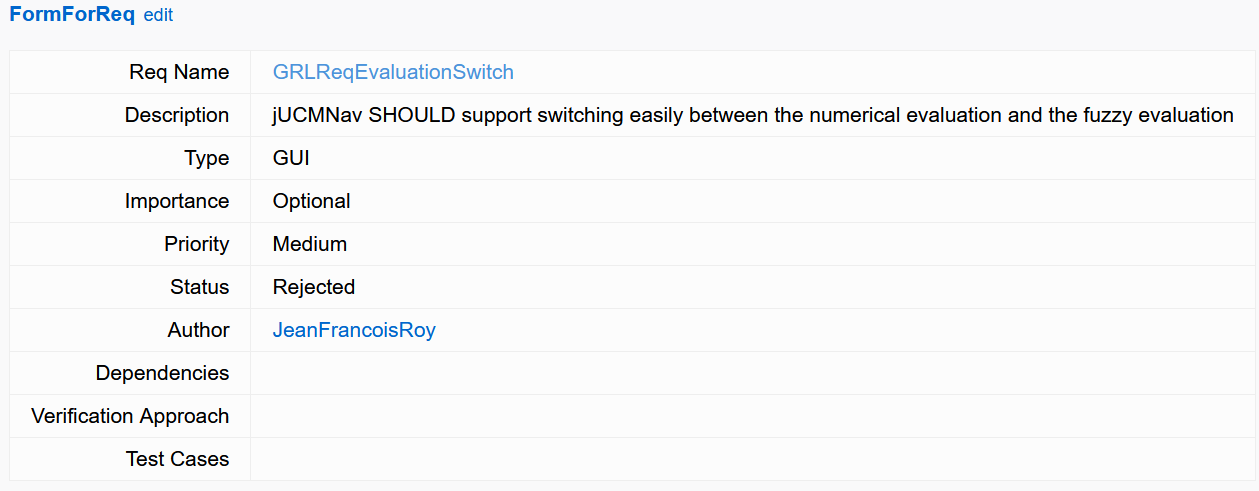 FormForReq edit
Req Name GRLReqEvaluationSwitch
Description jUCMNav SHOULD support switching easily between the numerical evaluation and the fuzzy evaluation
Type GUI
Importance Optional
Priority Medium
Status Rejected
Author JeanFrancoisRoy
Dependencies
Verification Approach
Test Cases